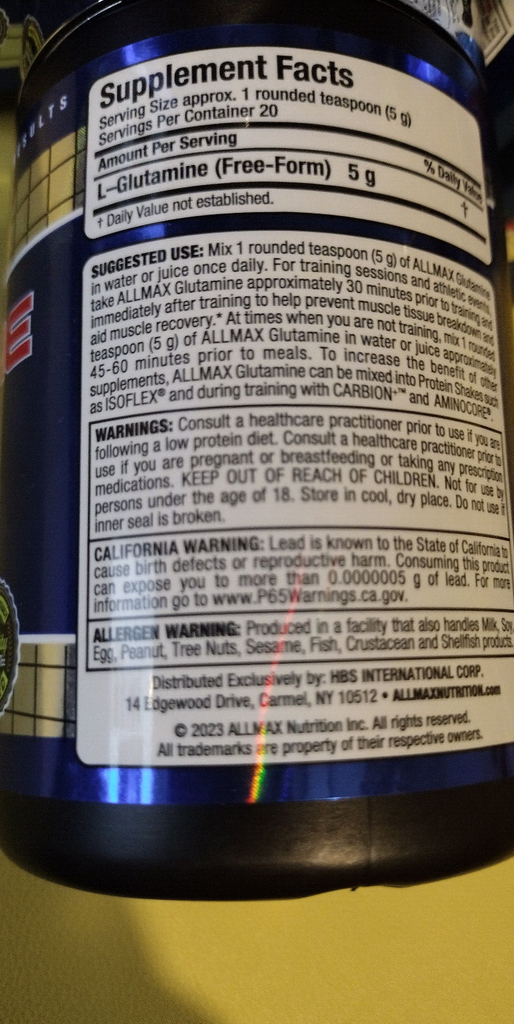 SULTS
E
Supplement Facts
Serving Size approx. 1 rounded teaspoon (5 g)
Servings Per Container 20
Amount Per Serving
% Daily Value
L–Glutamine (Free-Form) 5 g †
† Daily Value not established.
SUGGESTED USE: Mix 1 rounded teaspoon (5 g) of ALLMAX Glutamine
in water or juice once daily. For training sessions and athletic events,
take ALLMAX Glutamine approximately 30 minutes prior to training and
immediately after training to help prevent muscle tissue breakdown and
aid muscle recovery.* At times when you are not training, mix 1 rounded
teaspoon (5 g) of ALLMAX Glutamine in water or juice approximately
45-60 minutes prior to meals. To increase the benefit of other
supplements, ALLMAX Glutamine can be mixed into Protein Shakes such
as ISOFLEX® and during training with CARBION+™ and AMINOCORE®.
WARNINGS: Consult a healthcare practitioner prior to use if you are
following a low protein diet. Consult a healthcare practitioner prior to
use if you are pregnant or breastfeeding or taking any prescription
medications. KEEP OUT OF REACH OF CHILDREN. Not for use by
persons under the age of 18. Store in cool, dry place. Do not use if
inner seal is broken.
CALIFORNIA WARNING: Lead is known to the State of California to
cause birth defects or reproductive harm. Consuming this product
can expose you to more than 0.0000005 g of lead. For more
information go to www.P65Warnings.ca.gov.
ALLERGEN WARNING: Produced in a facility that also handles Milk, Soy,
Egg, Peanut, Tree Nuts, Sesame, Fish, Crustacean and Shellfish products.
Distributed Exclusively by: HBS INTERNATIONAL CORP.
14 Edgewood Drive, Carmel, NY 10512 • ALLMAXNUTRITION.com
© 2023 ALLMAX Nutrition Inc. All rights reserved.
All trademarks are property of their respective owners.